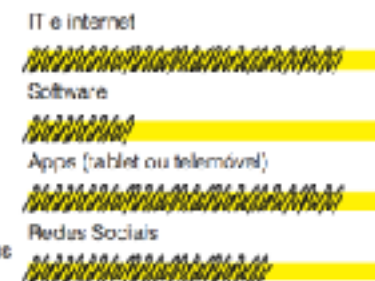 IT e internet
Software
Apps (tablet ou telemóvel)
Redes Sociais